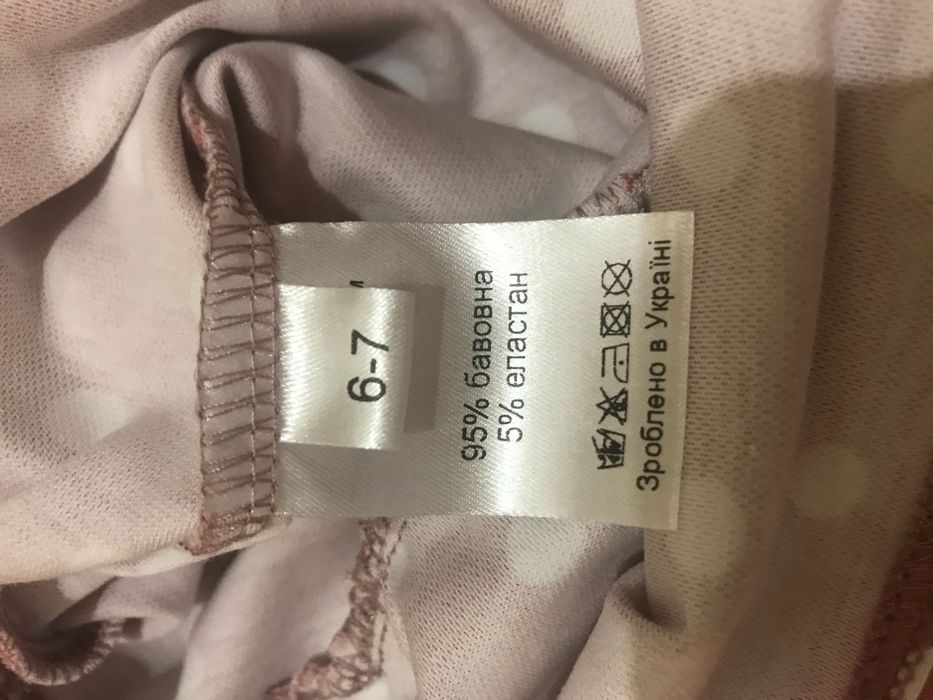 6-7
95% бавовна
5% еластан
Зроблено в Україні